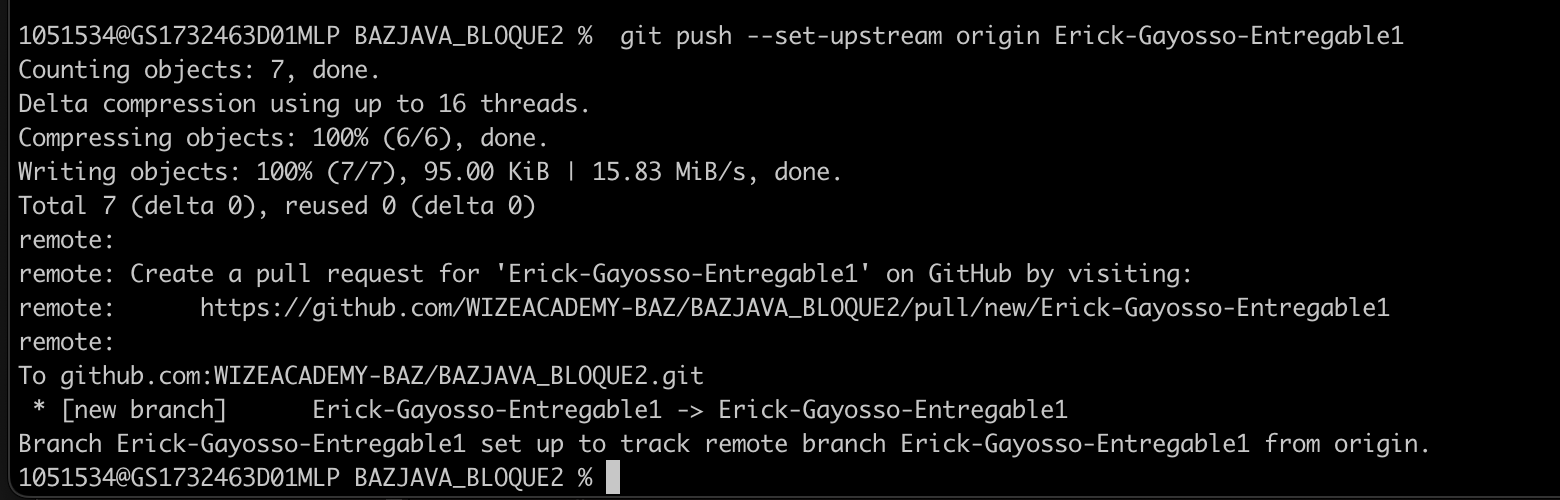 1051534@GS1732463D01MLP BAZJAVA_BLOQUE2 %  git push --set-upstream origin Erick-Gayosso-Entregable1
Counting objects: 7, done.
Delta compression using up to 16 threads.
Compressing objects: 100% (6/6), done.
Writing objects: 100% (7/7), 95.00 KiB | 15.83 MiB/s, done.
Total 7 (delta 0), reused 0 (delta 0)
remote:
remote: Create a pull request for 'Erick-Gayosso-Entregable1' on GitHub by visiting:
remote:      https://github.com/WIZEACADEMY-BAZ/BAZJAVA_BLOQUE2/pull/new/Erick-Gayosso-Entregable1
remote:
To github.com:WIZEACADEMY-BAZ/BAZJAVA_BLOQUE2.git
 * [new branch]      Erick-Gayosso-Entregable1 -> Erick-Gayosso-Entregable1
Branch Erick-Gayosso-Entregable1 set up to track remote branch Erick-Gayosso-Entregable1 from origin.
1051534@GS1732463D01MLP BAZJAVA_BLOQUE2 %